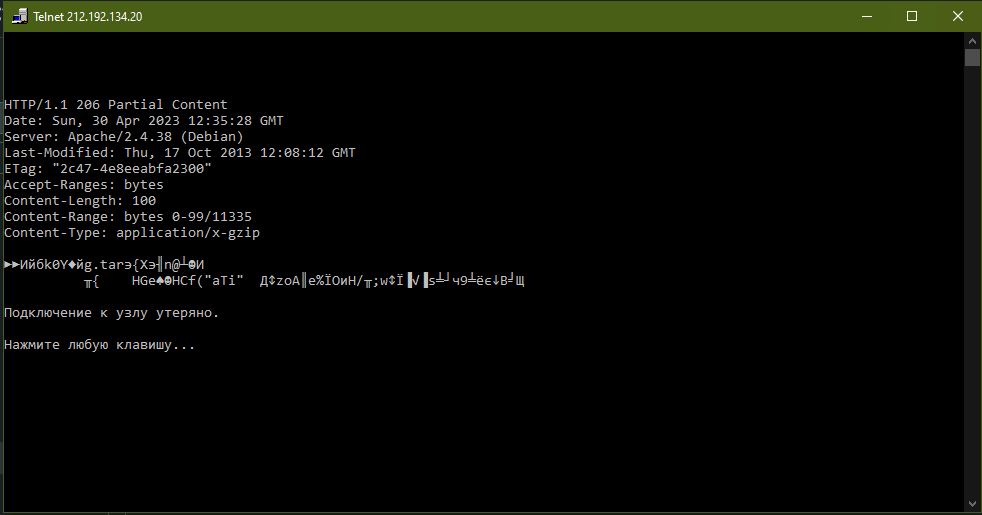 Telnet 212.192.134.20
HTTP/1.1 206 Partial Content
Date: Sun, 30 Apr 2023 12:35:28 GMT
Server: Apache/2.4.38 (Debian)
Last-Modified: Thu, 17 Oct 2013 12:08:12 GMT
ETag: "2c47-4e8eeabfa2300"
Accept-Ranges: bytes
Content-Length: 100
Content-Range: bytes 0-99/11335
Content-Type: application/x-gzip
►►Ийбk0Y♦йg.tarэ{Xэ╢n@┴☻И
╥{    HGe♠☻HCf("aTi"  Д↕zoA║e%ЇОиН/╥;w↕Ї▐√▐s╧┘ч9╧ёє↓В╝Щ
Подключение к узлу утеряно.
Нажмите любую клавишу...